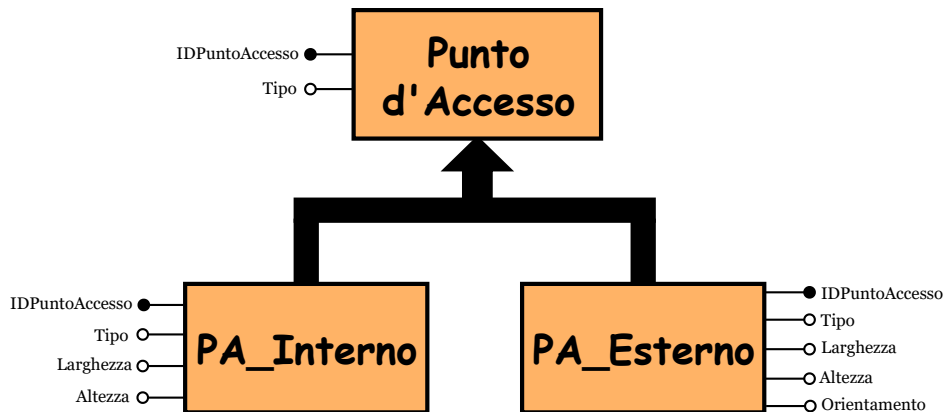 IDPuntoAccesso
Tipo
Punto
d'Accesso
IDPuntoAccesso
Tipo
Larghezza
Altezza
PA_Interno
PA_Esterno
IDPuntoAccesso
Tipo
Larghezza
Altezza
Orientamento